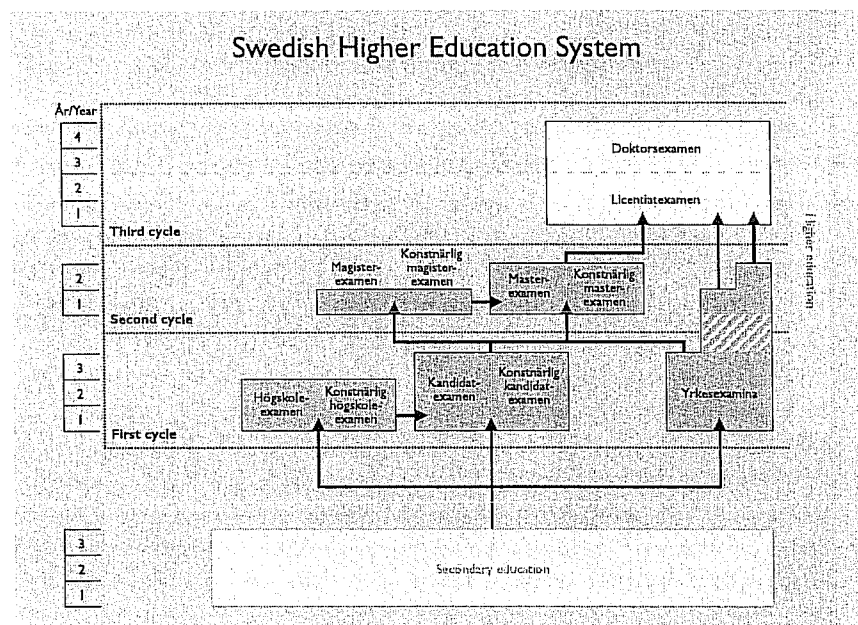 Swedish Higher Education System
År/Year
4
3
2
1
Doktorsexamen
Licentiatexamen
Third cycle
Higher education
2
1
Magister-
examen
Konstnärlig
magister-
examen
Master-
examen
Konstnärlig
master-
examen
Second cycle
3
2
1
Högskole-
examen
Konstnärlig
högskole-
examen
Kandidat-
examen
Konstnärlig
kandidat-
examen
Yrkesexamina
First cycle
3
2
1
Secondary education